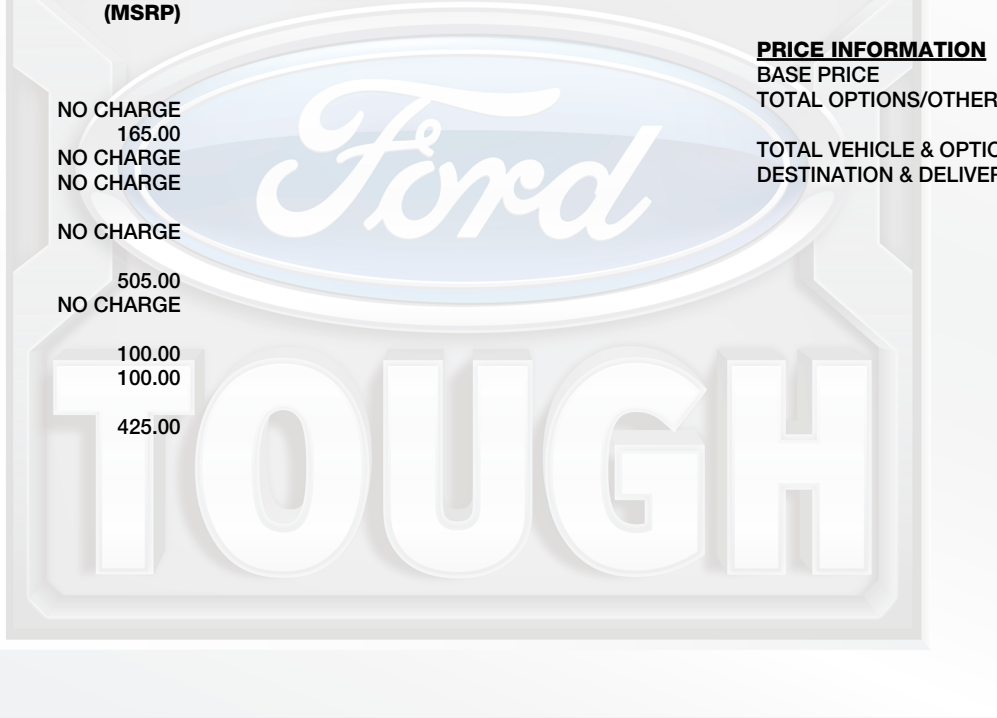 (MSRP)
NO CHARGE
165.00
NO CHARGE
NO CHARGE
NO CHARGE
505.00
NO CHARGE
100.00
100.00
425.00
PRICE INFORMATION
BASE PRICE
TOTAL OPTIONS/OTHER
TOTAL VEHICLE & OPTIO
DESTINATION & DELIVER
Ford
TOUGH